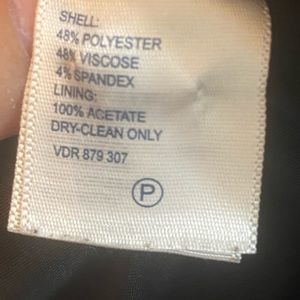 SHELL:
48% POLYESTER
48% VISCOSE
4% SPANDEX
LINING:
100% ACETATE
DRY-CLEAN ONLY
VDR 879 307
P